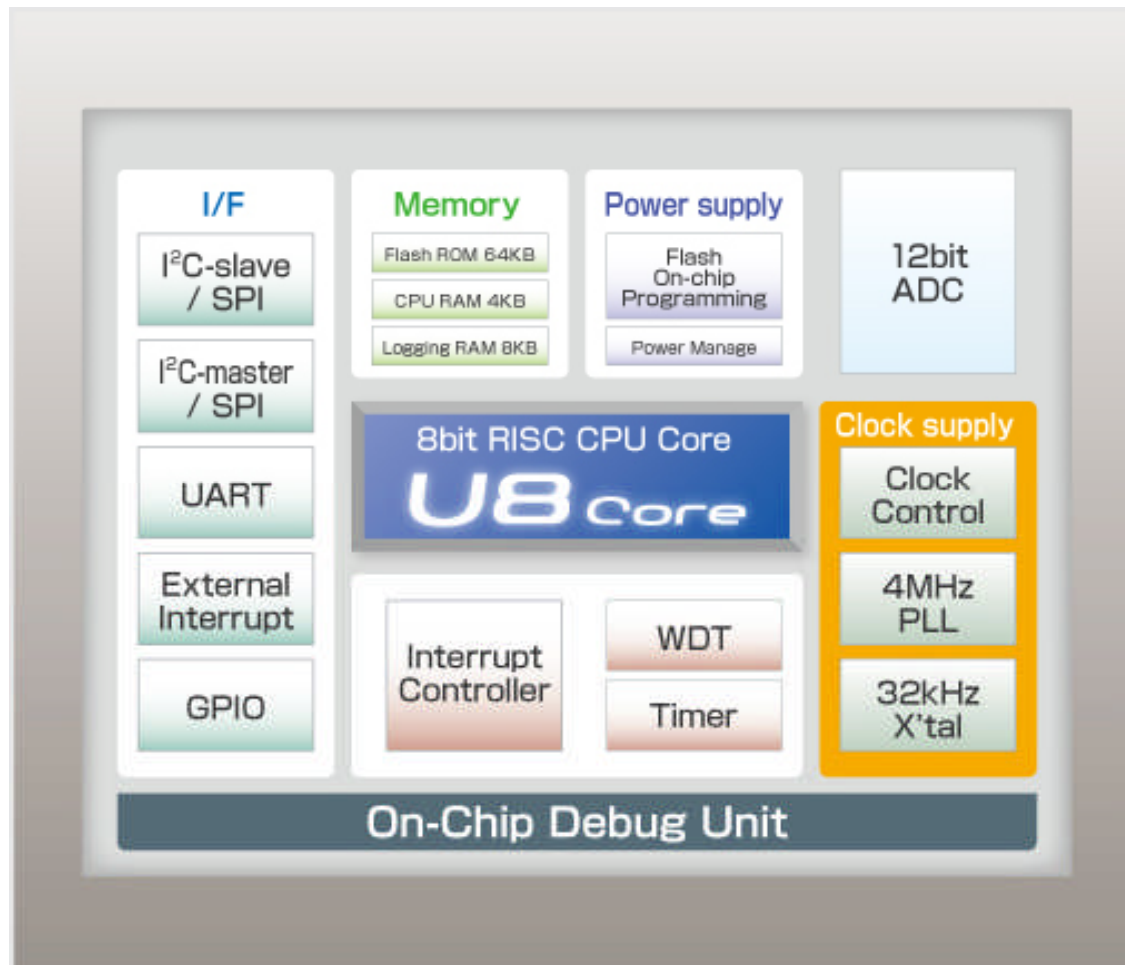 I/F
I²C-slave
/ SPI
I²C-master
/ SPI
UART
External
Interrupt
GPIO
Memory
Flash ROM 64KB
CPU RAM 4KB
Logging RAM 8KB
Power supply
Flash
On-chip
Programming
Power Manage
12bit
ADC
8bit RISC CPU Core
U8 Core
Interrupt
Controller
WDT
Timer
Clock supply
Clock
Control
4MHz
PLL
32kHz
X'tal
On-Chip Debug Unit